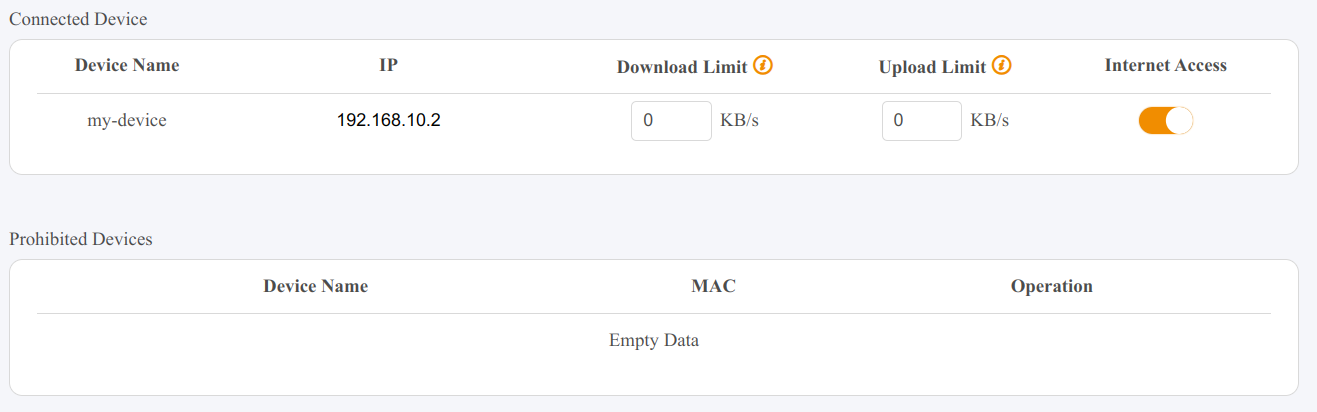 Connected Device
Device Name IP Download Limit Upload Limit Internet Access
my-device 192.168.10.2 0 KB/s 0 KB/s
Prohibited Devices
Device Name MAC Operation
Empty Data